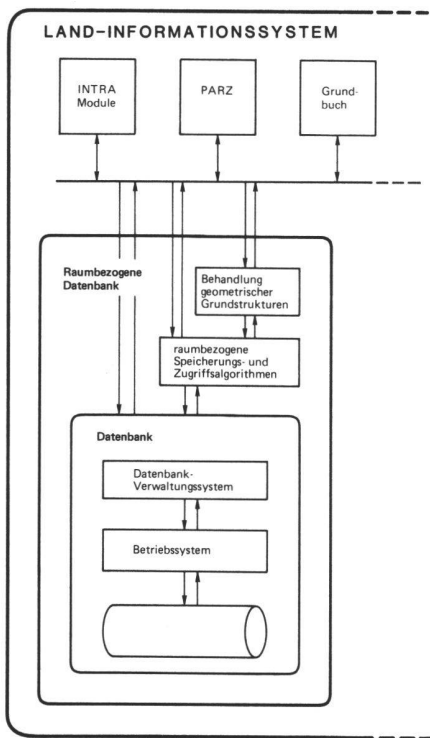 LAND-INFORMATIONSSYSTEM
INTRA
Module
PARZ
Grund-
buch
Raumbezogene
Datenbank
Behandlung
geometrischer
Grundstrukturen
raumbezogene
Speicherungs- und
Zugriffsalgorithmen
Datenbank
Datenbank-
Verwaltungssystem
Betriebssystem